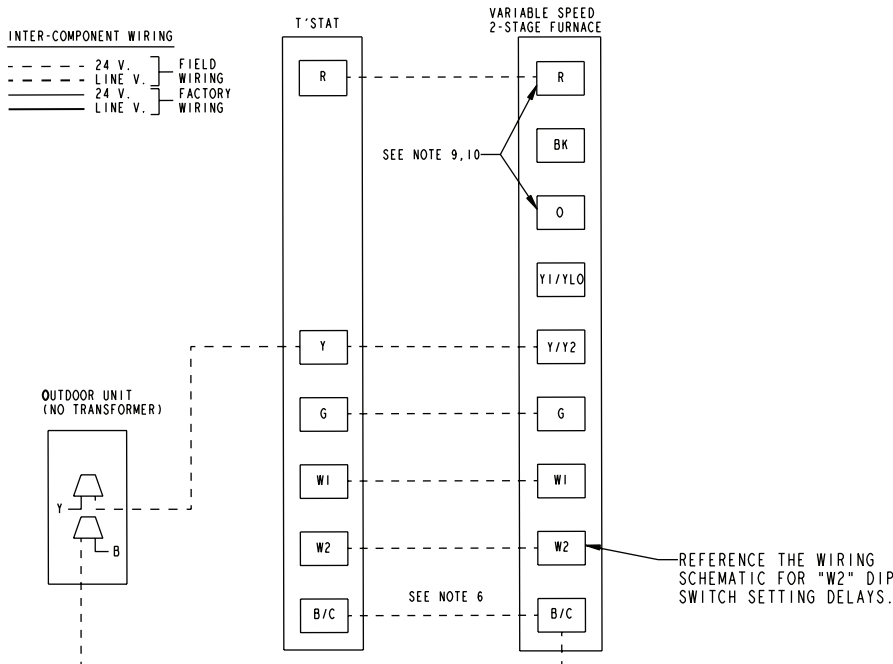 INTER-COMPONENT WIRING
24 V.
LINE V.
FIELD
WIRING
24 V.
LINE V.
FACTORY
WIRING
T'STAT
VARIABLE SPEED
2-STAGE FURNACE
R
R
BK
SEE NOTE 9,10
O
Y1/YLO
Y
Y/Y2
OUTDOOR UNIT
(NO TRANSFORMER)
G
G
W1
W1
Y
B
W2
W2
REFERENCE THE WIRING
SCHEMATIC FOR "W2" DIP
SWITCH SETTING DELAYS.
SEE NOTE 6
B/C
B/C